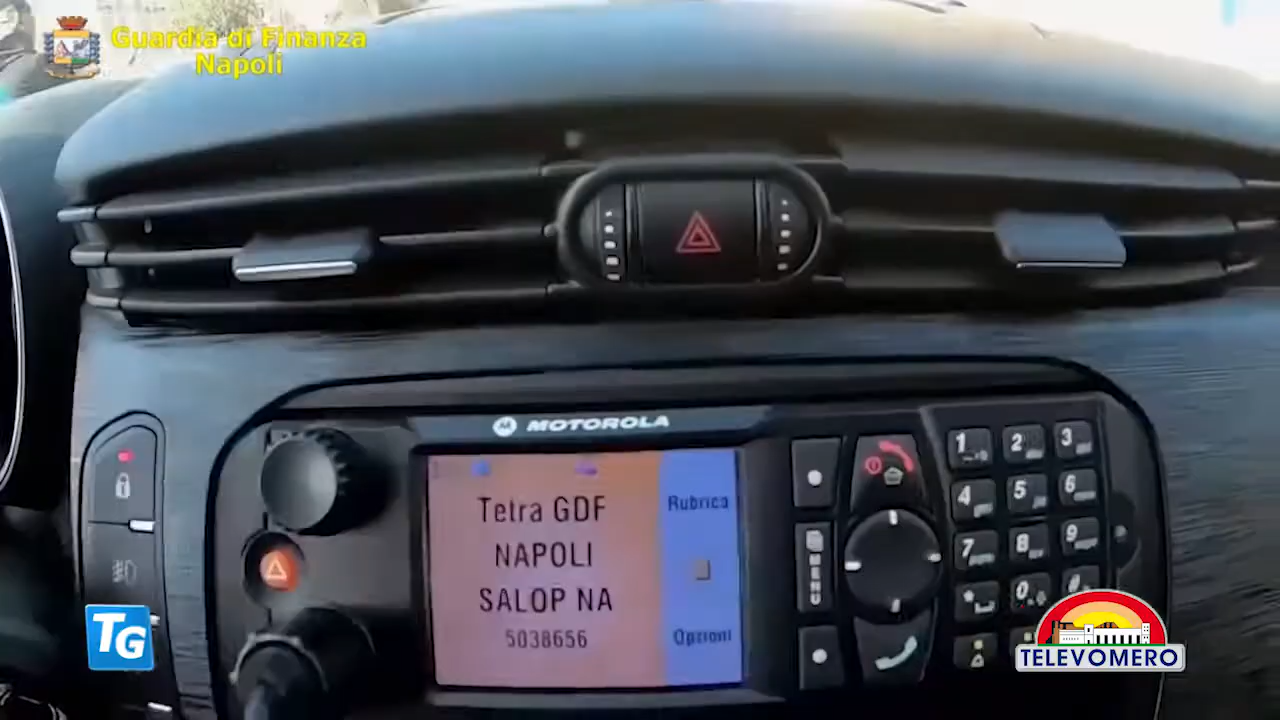 Guardia di Finanza
Napoli
MOTOROLA
Tetra GDF
NAPOLI
SALOP NA
5038656
Rubrica
Opzioni
MENU
1 2 3
4 5 6
7 8 9
* 0 #
TG
TELEVOMERO